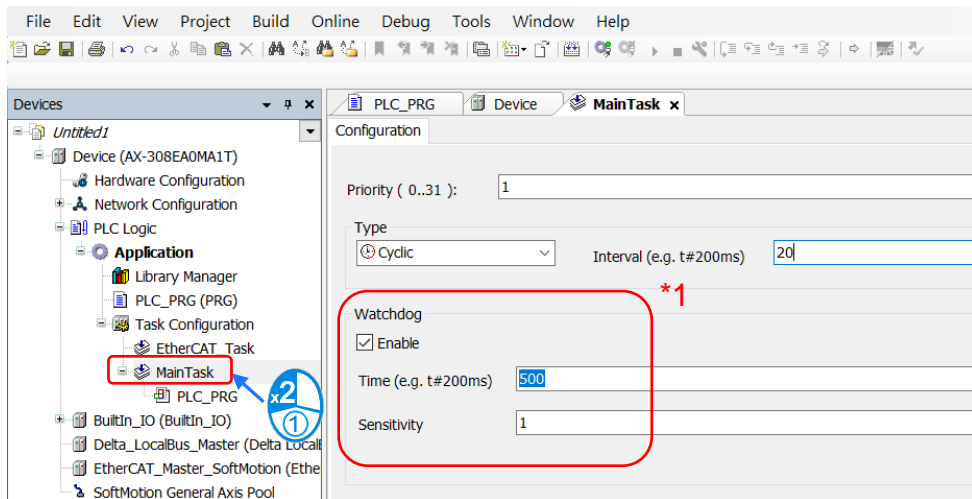 File Edit View Project Build Online Debug Tools Window Help
Devices
Untitled1
Device (AX-308EA0MA1T)
Hardware Configuration
Network Configuration
PLC Logic
Application
Library Manager
PLC_PRG (PRG)
Task Configuration
EtherCAT_Task
MainTask
PLC_PRG
BuiltIn_IO (BuiltIn_IO)
Delta_LocalBus_Master (Delta Local
EtherCAT_Master_SoftMotion (Ethe
SoftMotion General Axis Pool
x2
1
PLC_PRG Device MainTask x
Configuration
Priority ( 0..31 ): 1
Type
Cyclic Interval (e.g. t#200ms) 20
*1
Watchdog
Enable
Time (e.g. t#200ms) 500
Sensitivity 1